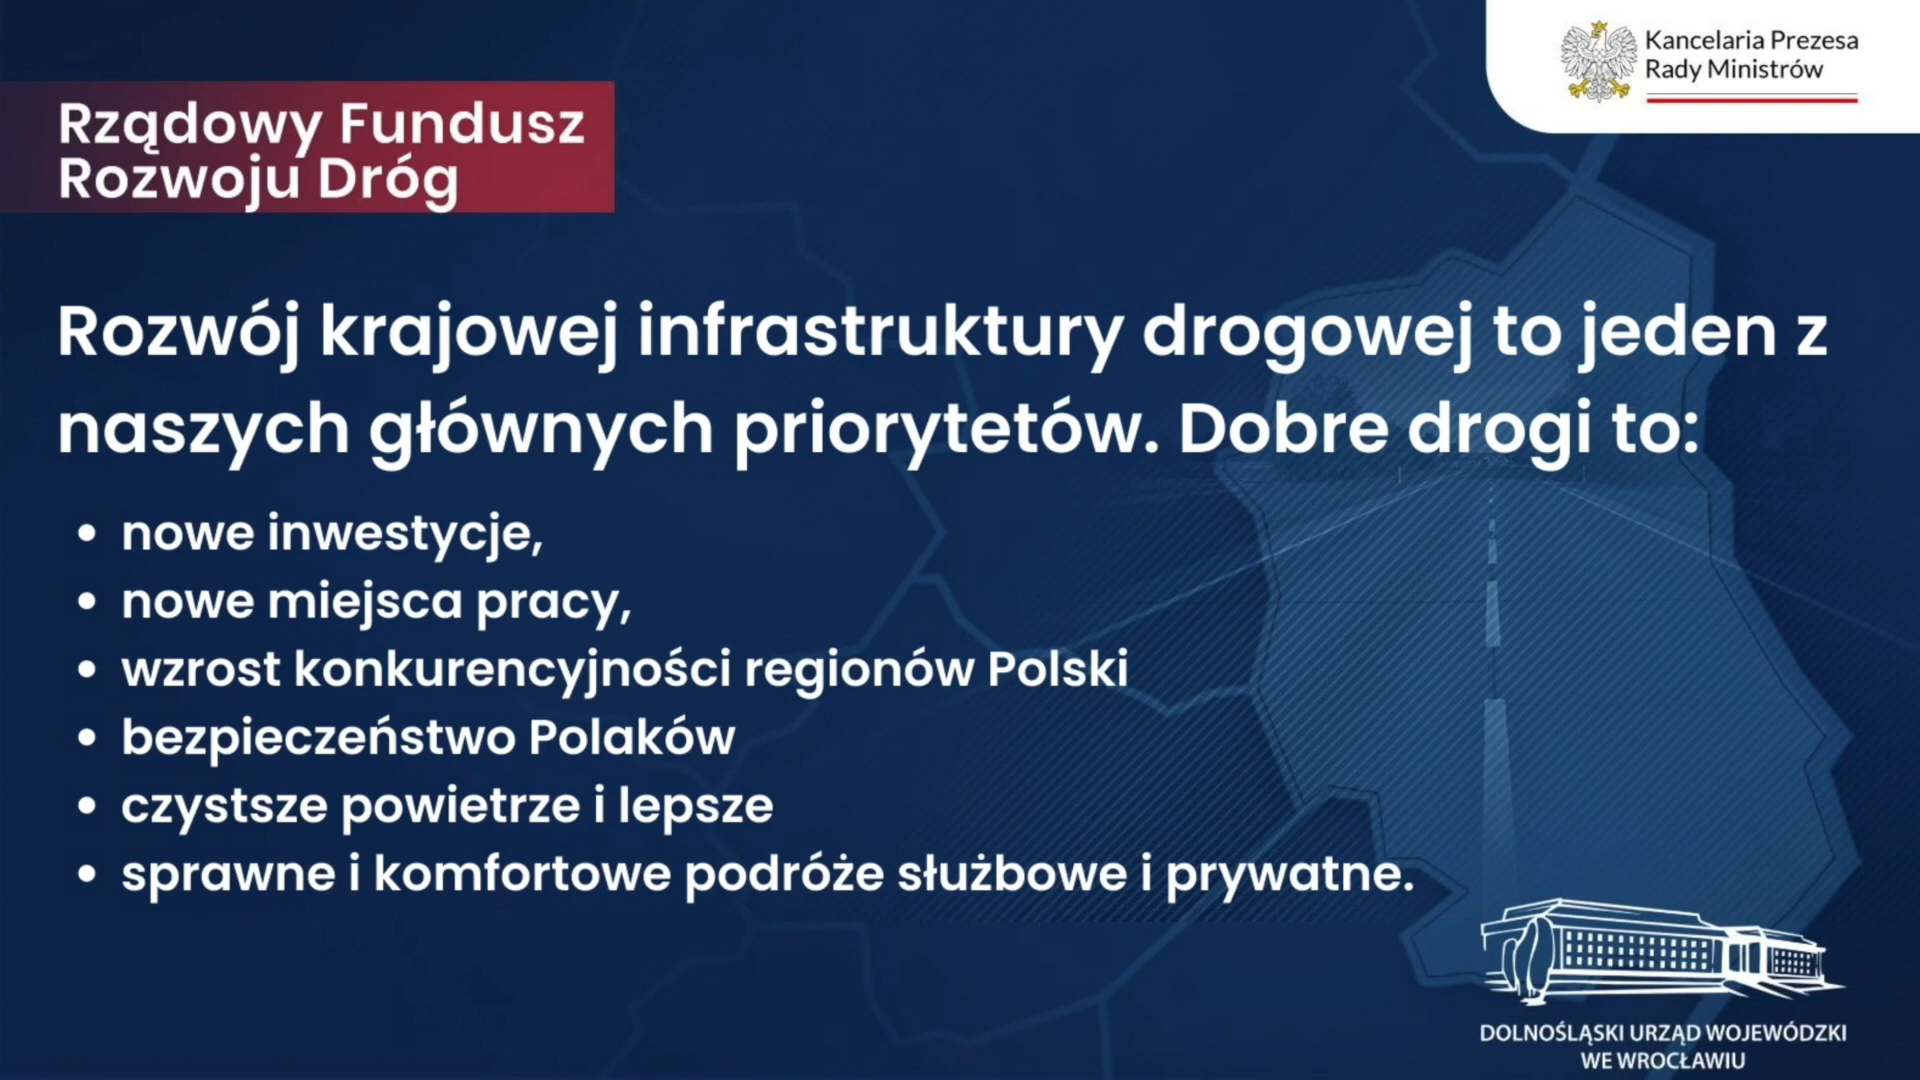 Kancelaria Prezesa
Rady Ministrów
Rządowy Fundusz
Rozwoju Dróg
Rozwój krajowej infrastruktury drogowej to jeden z
naszych głównych priorytetów. Dobre drogi to:
• nowe inwestycje,
• nowe miejsca pracy,
• wzrost konkurencyjności regionów Polski
• bezpieczeństwo Polaków
• czystsze powietrze i lepsze
• sprawne i komfortowe podróże służbowe i prywatne.
DOLNOŚLĄSKI URZĄD WOJEWÓDZKI
WE WROCŁAWIU